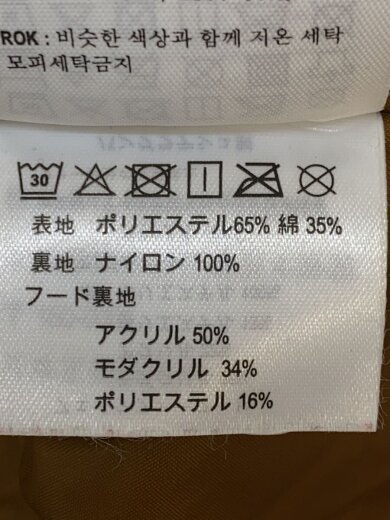 ROK : 비슷한 색상과 함께 저온 세탁
모피세탁금지
30
表地 ポリエステル65% 綿 35%
裏地 ナイロン 100%
フード裏地
アクリル 50%
モダクリル 34%
ポリエステル 16%